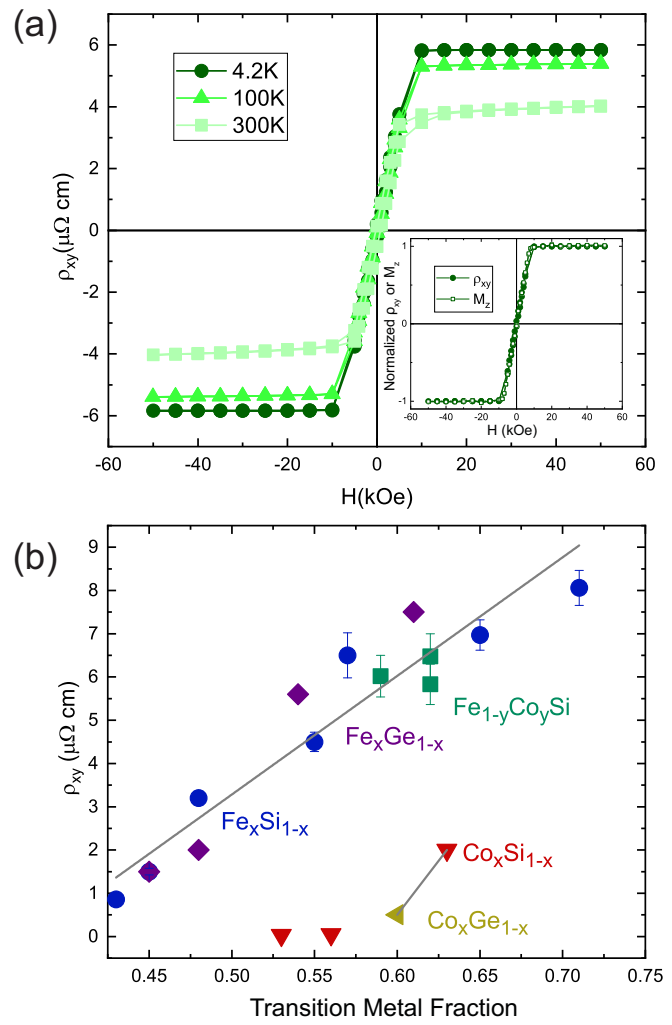 (a)
6
4
2
0
-2
-4
-6
ρxy(μΩ cm)
4.2K
100K
300K
-60 -40 -20 0 20 40 60
H(kOe)
1
0
-1
Normalized ρxy or Mz
ρxy
Mz
-60 -40 -20 0 20 40 60
H (kOe)
(b)
9
8
7
6
5
4
3
2
1
0
ρxy (μΩ cm)
Fe1-yCoySi
FexGe1-x
FexSi1-x
CoxSi1-x
CoxGe1-x
0.45 0.50 0.55 0.60 0.65 0.70 0.75
Transition Metal Fraction